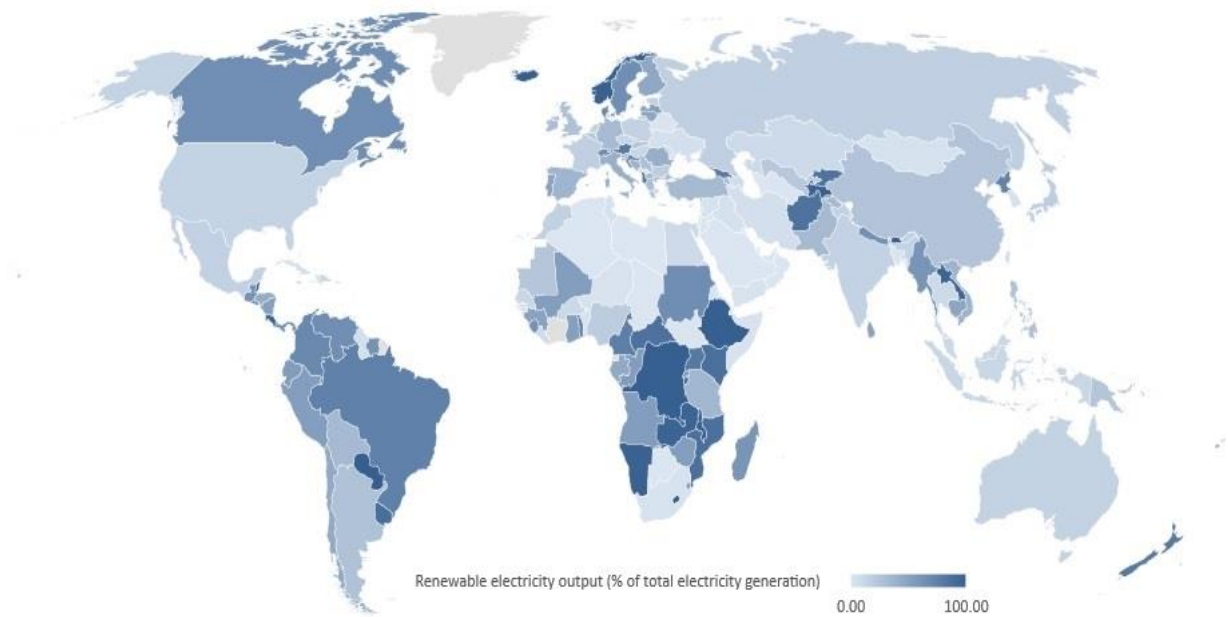 Renewable electricity output (% of total electricity generation)
0.00 100.00